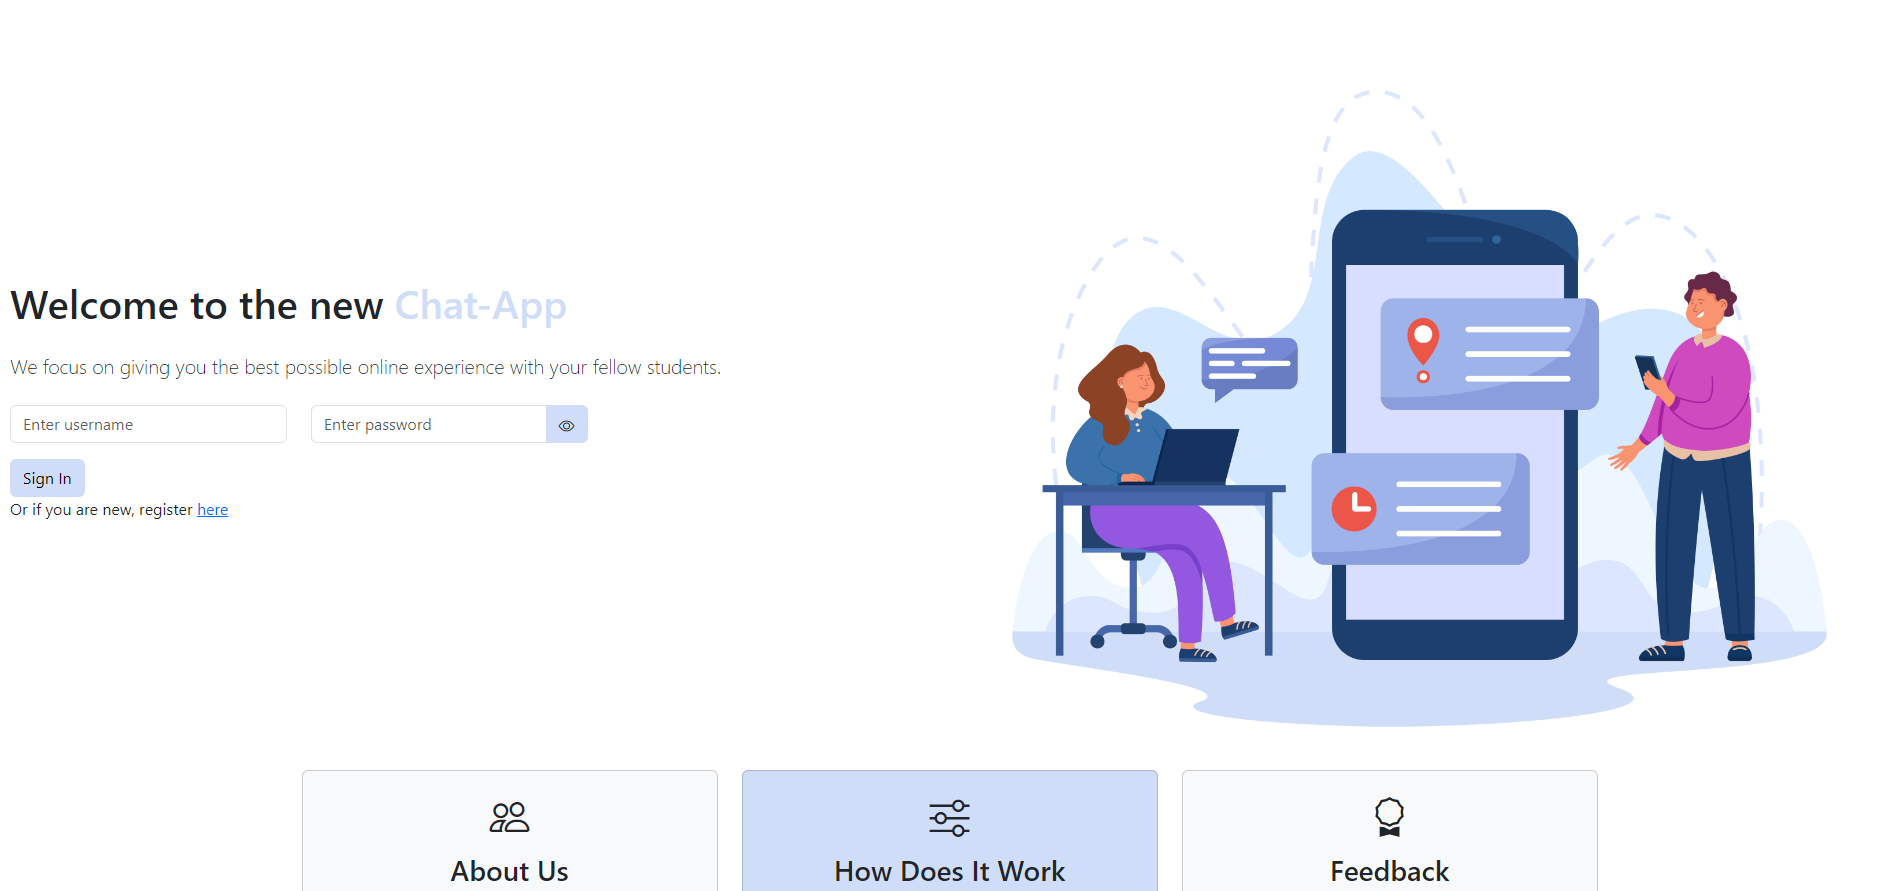 Welcome to the new Chat-App
We focus on giving you the best possible online experience with your fellow students.
Enter username
Enter password
Sign In
Or if you are new, register here
About Us
How Does It Work
Feedback